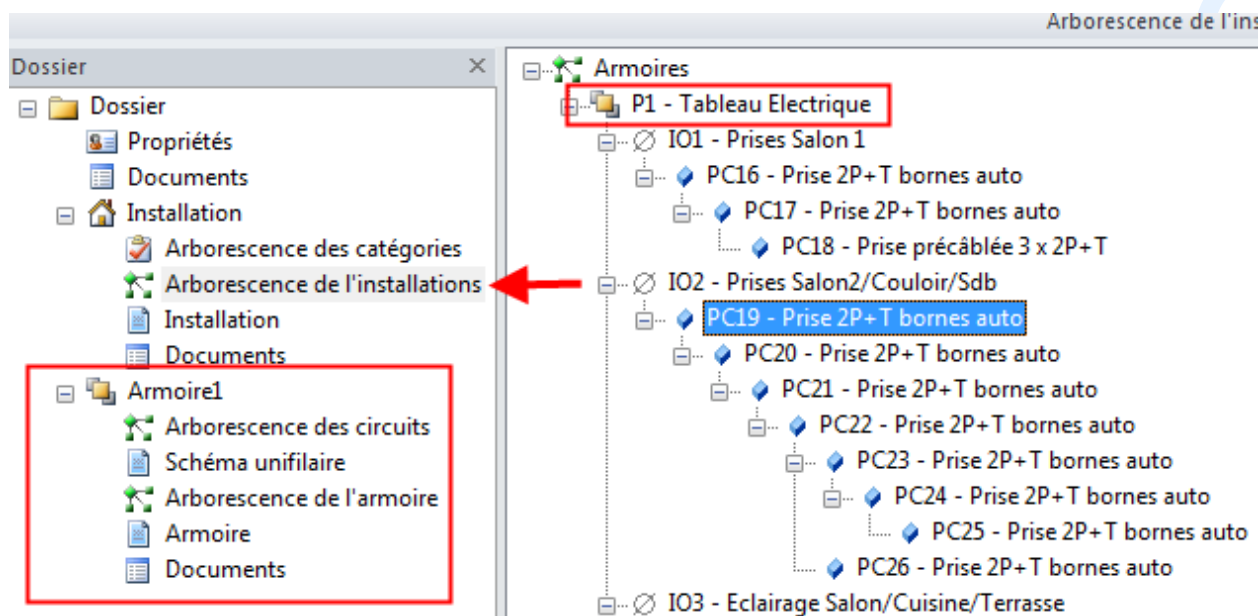 Arborescence de l'ins
Dossier
Dossier
Propriétés
Documents
Installation
Arborescence des catégories
Arborescence de l'installations
Installation
Documents
Armoire1
Arborescence des circuits
Schéma unifilaire
Arborescence de l'armoire
Armoire
Documents
Armoires
P1 - Tableau Electrique
IO1 - Prises Salon 1
PC16 - Prise 2P+T bornes auto
PC17 - Prise 2P+T bornes auto
PC18 - Prise précâblée 3 x 2P+T
IO2 - Prises Salon2/Couloir/Sdb
PC19 - Prise 2P+T bornes auto
PC20 - Prise 2P+T bornes auto
PC21 - Prise 2P+T bornes auto
PC22 - Prise 2P+T bornes auto
PC23 - Prise 2P+T bornes auto
PC24 - Prise 2P+T bornes auto
PC25 - Prise 2P+T bornes auto
PC26 - Prise 2P+T bornes auto
IO3 - Eclairage Salon/Cuisine/Terrasse